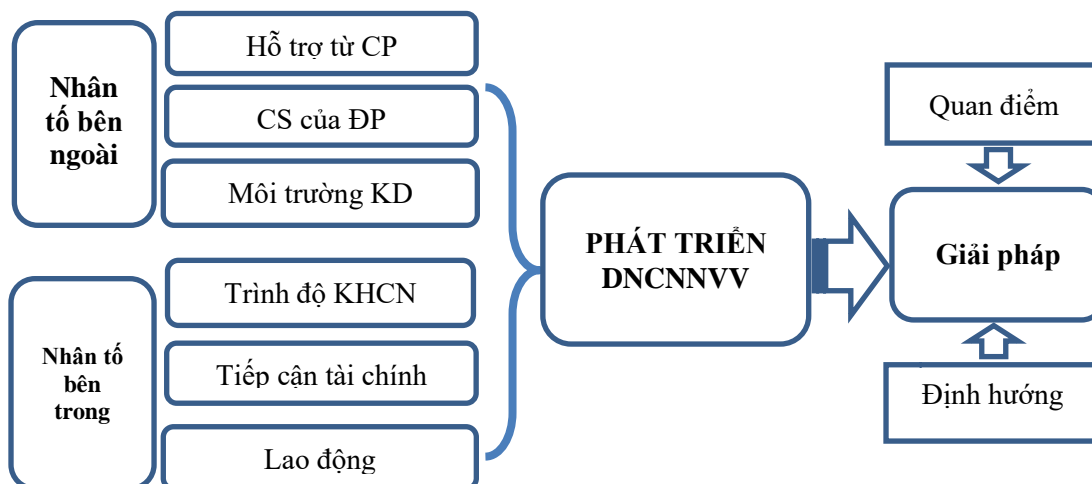 Nhân
tố bên
ngoài
Hỗ trợ từ CP
CS của ĐP
Môi trường KD
Nhân tố
bên
trong
Trình độ KHCN
Tiếp cận tài chính
Lao động
PHÁT TRIỂN
DNCNNVV
Quan điểm
Giải pháp
Định hướng